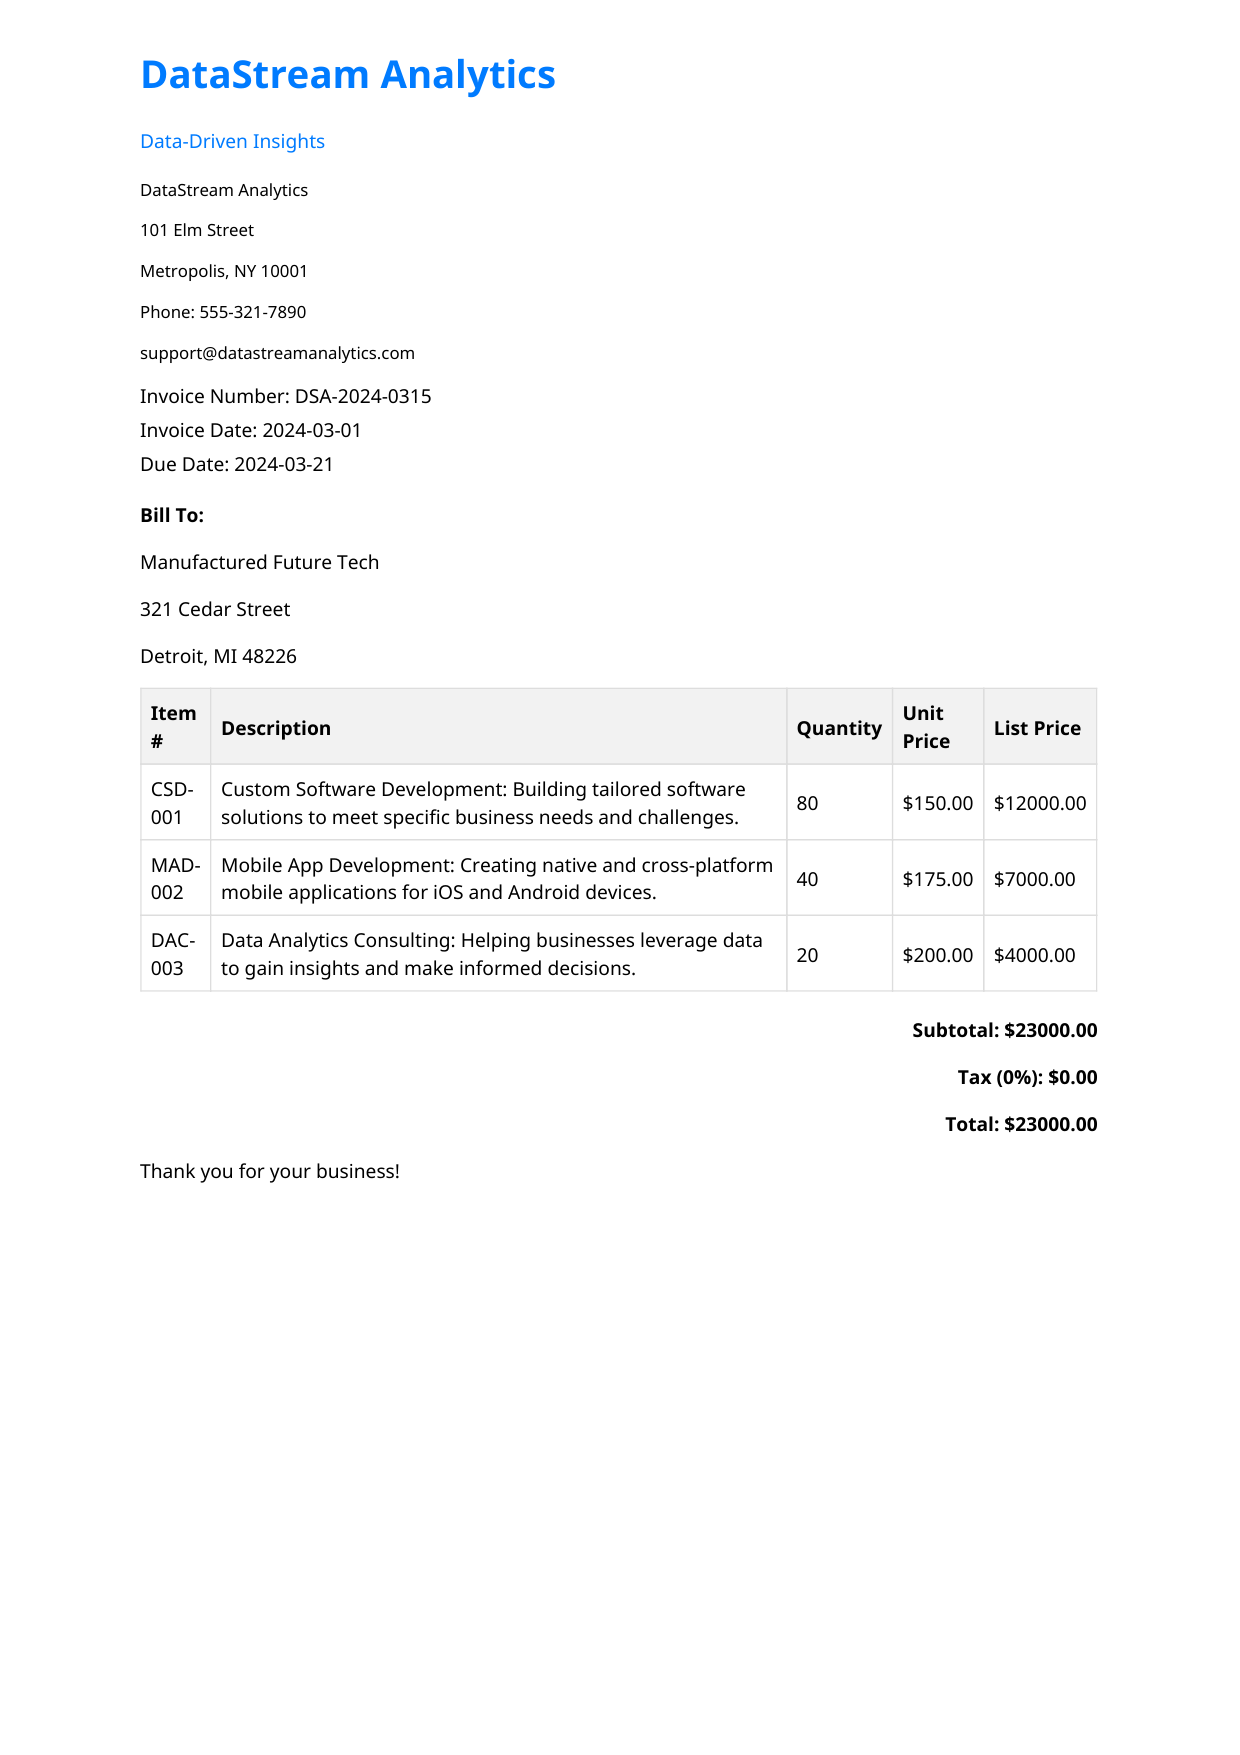 DataStream Analytics
Data-Driven Insights
DataStream Analytics
101 Elm Street
Metropolis, NY 10001
Phone: 555-321-7890
support@datastreamanalytics.com
Invoice Number: DSA-2024-0315
Invoice Date: 2024-03-01
Due Date: 2024-03-21
Bill To:
Manufactured Future Tech
321 Cedar Street
Detroit, MI 48226
Item # Description Quantity Unit Price List Price
CSD-001 Custom Software Development: Building tailored software solutions to meet specific business needs and challenges. 80 $150.00 $12000.00
MAD-002 Mobile App Development: Creating native and cross-platform mobile applications for iOS and Android devices. 40 $175.00 $7000.00
DAC-003 Data Analytics Consulting: Helping businesses leverage data to gain insights and make informed decisions. 20 $200.00 $4000.00
Subtotal: $23000.00
Tax (0%): $0.00
Total: $23000.00
Thank you for your business!